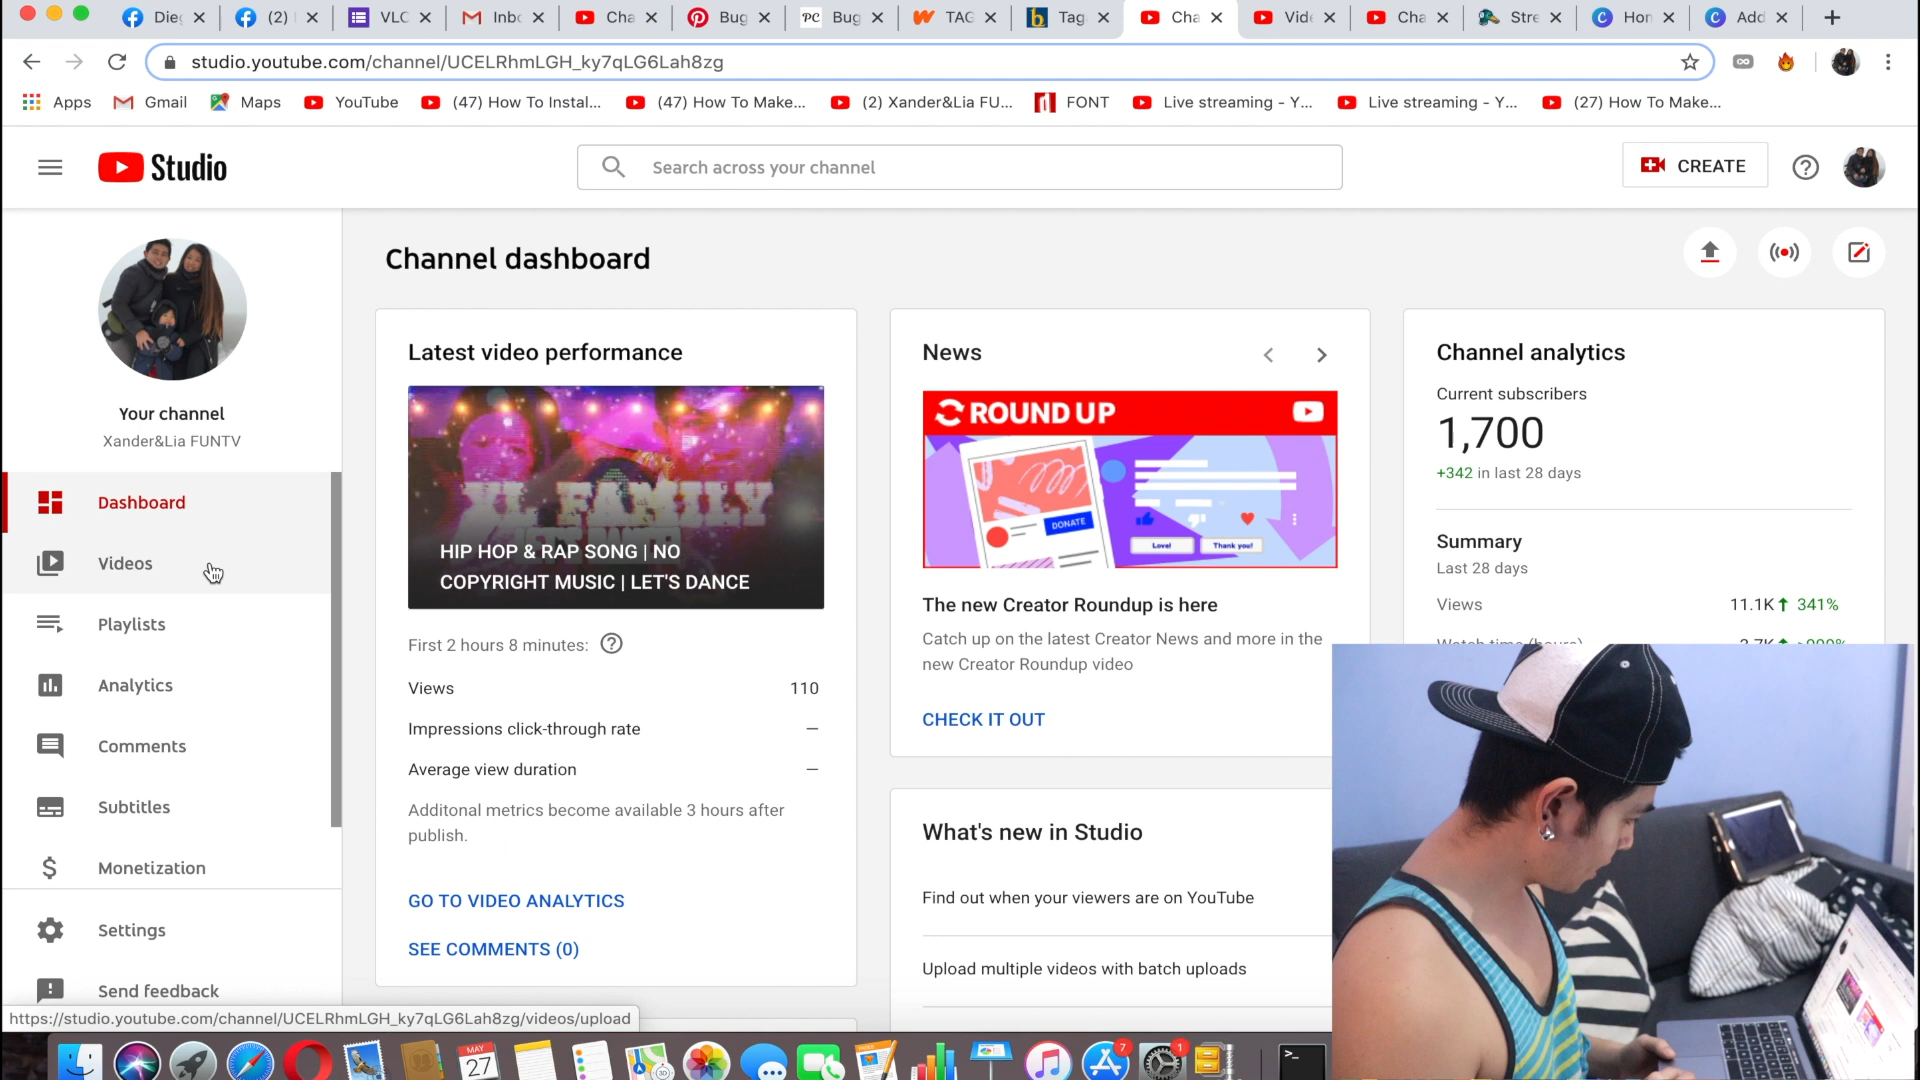 Die
(2)
VLC
Inbo
Cha
Bug
Bug
TAG
Tag
Cha
Vid
Cha
Stre
Hom
Add
studio.youtube.com/channel/UCELRhmLGH_ky7qLG6Lah8zg
Apps
Gmail
Maps
YouTube
(47) How To Instal...
(47) How To Make...
(2) Xander&Lia FU...
FONT
Live streaming - Y...
Live streaming - Y...
(27) How To Make...
Studio
Search across your channel
CREATE
Your channel
Xander&Lia FUNTV
Dashboard
Videos
Playlists
Analytics
Comments
Subtitles
Monetization
Settings
Send feedback
Channel dashboard
Latest video performance
HIP HOP & RAP SONG | NO
COPYRIGHT MUSIC | LET'S DANCE
First 2 hours 8 minutes:
Views 110
Impressions click-through rate —
Average view duration —
Additonal metrics become available 3 hours after
publish.
GO TO VIDEO ANALYTICS
SEE COMMENTS (0)
News
ROUND UP
DONATE
Love!
Thank you!
The new Creator Roundup is here
Catch up on the latest Creator News and more in the
new Creator Roundup video
CHECK IT OUT
What's new in Studio
Find out when your viewers are on YouTube
Upload multiple videos with batch uploads
Channel analytics
Current subscribers
1,700
+342 in last 28 days
Summary
Last 28 days
Views 11.1K 341%
https://studio.youtube.com/channel/UCELRhmLGH_ky7qLG6Lah8zg/videos/upload
MAY
27
7
1